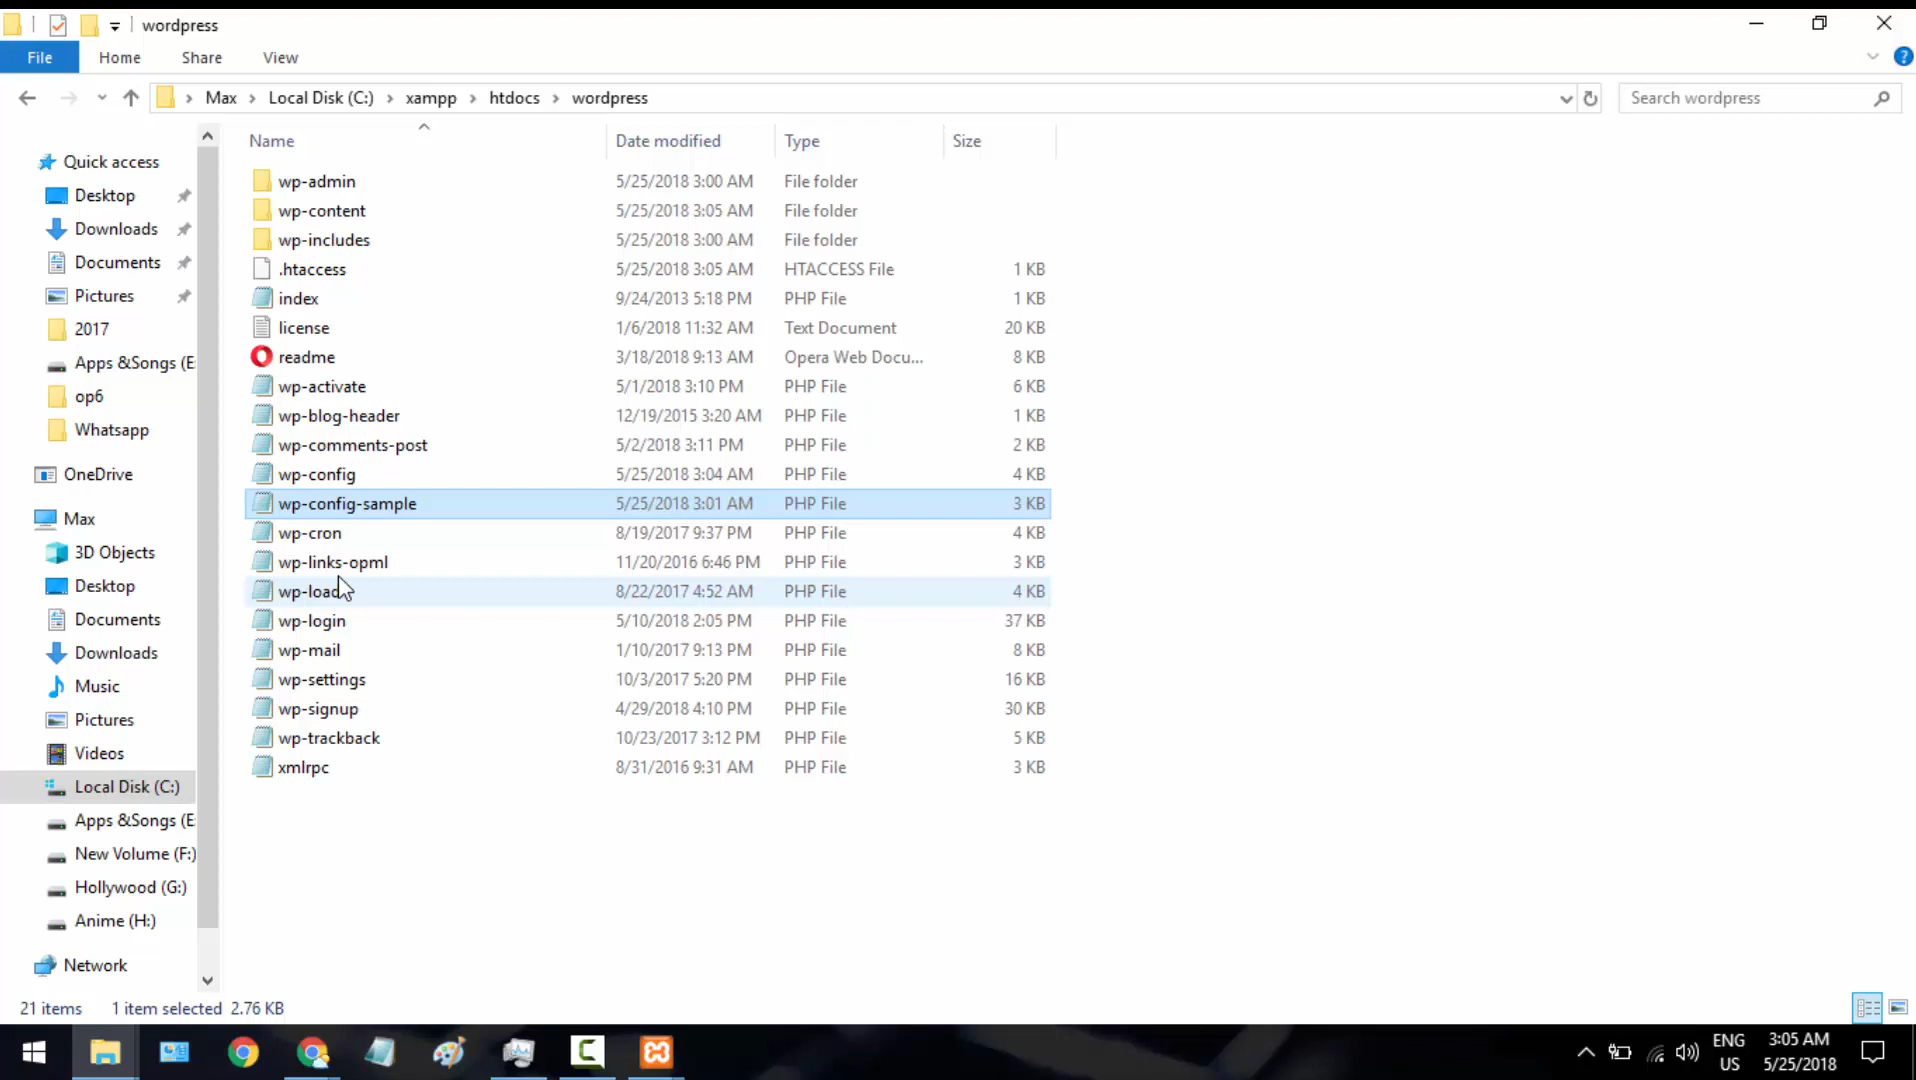 wordpress
File Home Share View
Max Local Disk (C:) xampp htdocs wordpress
Search wordpress
Quick access
Desktop
Downloads
Documents
Pictures
2017
Apps &Songs (E
op6
Whatsapp
OneDrive
Max
3D Objects
Desktop
Documents
Downloads
Music
Pictures
Videos
Local Disk (C:)
Apps &Songs (E
New Volume (F:)
Hollywood (G:)
Anime (H:)
Network
Name Date modified Type Size
wp-admin 5/25/2018 3:00 AM File folder
wp-content 5/25/2018 3:05 AM File folder
wp-includes 5/25/2018 3:00 AM File folder
.htaccess 5/25/2018 3:05 AM HTACCESS File 1 KB
index 9/24/2013 5:18 PM PHP File 1 KB
license 1/6/2018 11:32 AM Text Document 20 KB
readme 3/18/2018 9:13 AM Opera Web Docu... 8 KB
wp-activate 5/1/2018 3:10 PM PHP File 6 KB
wp-blog-header 12/19/2015 3:20 AM PHP File 1 KB
wp-comments-post 5/2/2018 3:11 PM PHP File 2 KB
wp-config 5/25/2018 3:04 AM PHP File 4 KB
wp-config-sample 5/25/2018 3:01 AM PHP File 3 KB
wp-cron 8/19/2017 9:37 PM PHP File 4 KB
wp-links-opml 11/20/2016 6:46 PM PHP File 3 KB
wp-load 8/22/2017 4:52 AM PHP File 4 KB
wp-login 5/10/2018 2:05 PM PHP File 37 KB
wp-mail 1/10/2017 9:13 PM PHP File 8 KB
wp-settings 10/3/2017 5:20 PM PHP File 16 KB
wp-signup 4/29/2018 4:10 PM PHP File 30 KB
wp-trackback 10/23/2017 3:12 PM PHP File 5 KB
xmlrpc 8/31/2016 9:31 AM PHP File 3 KB
21 items 1 item selected 2.76 KB
ENG
US
3:05 AM
5/25/2018